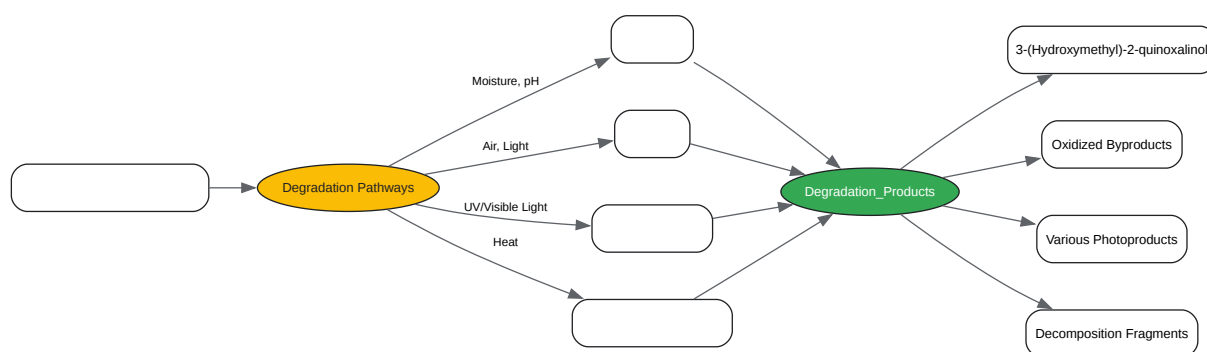 Degradation Pathways
Moisture, pH
Air, Light
UV/Visible Light
Heat
Degradation_Products
3-(Hydroxymethyl)-2-quinoxalinol
Oxidized Byproducts
Various Photoproducts
Decomposition Fragments